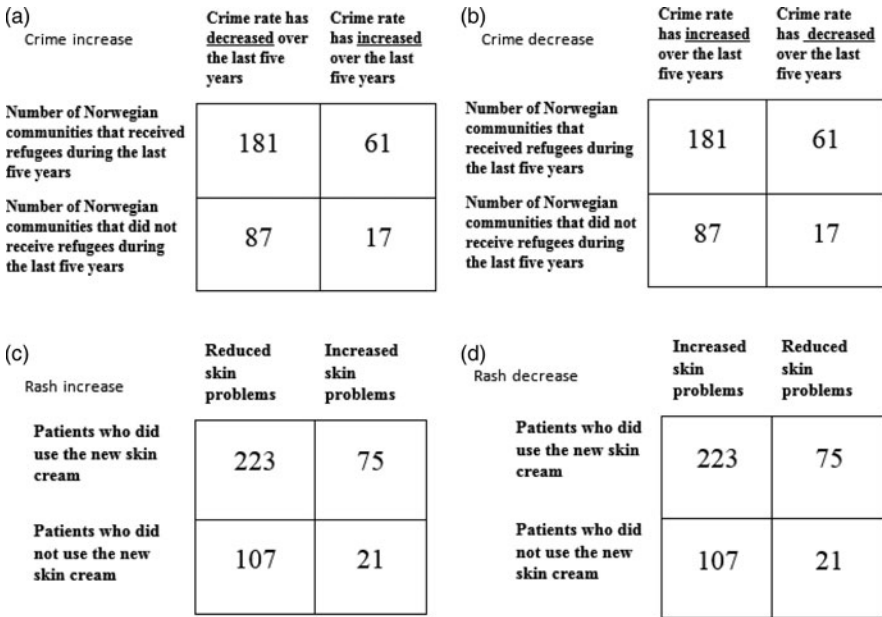 (a)
Crime increase
Crime rate has
decreased over
the last five
years
Crime rate
has increased
over the last
five years
Number of Norwegian
communities that received
refugees during the last
five years
181
61
Number of Norwegian
communities that did not
receive refugees during
the last five years
87
17
(b)
Crime decrease
Crime rate
has increased
over the last
five years
Crime rate
has decreased
over the last
five years
Number of Norwegian
communities that
received refugees during
the last five years
181
61
Number of Norwegian
communities that did not
receive refugees during
the last five years
87
17
(c)
Rash increase
Reduced
skin
problems
Increased
skin
problems
Patients who did
use the new skin
cream
223
75
Patients who did
not use the new
skin cream
107
21
(d)
Rash decrease
Increased
skin
problems
Reduced
skin
problems
Patients who did
use the new skin
cream
223
75
Patients who did
not use the new
skin cream
107
21